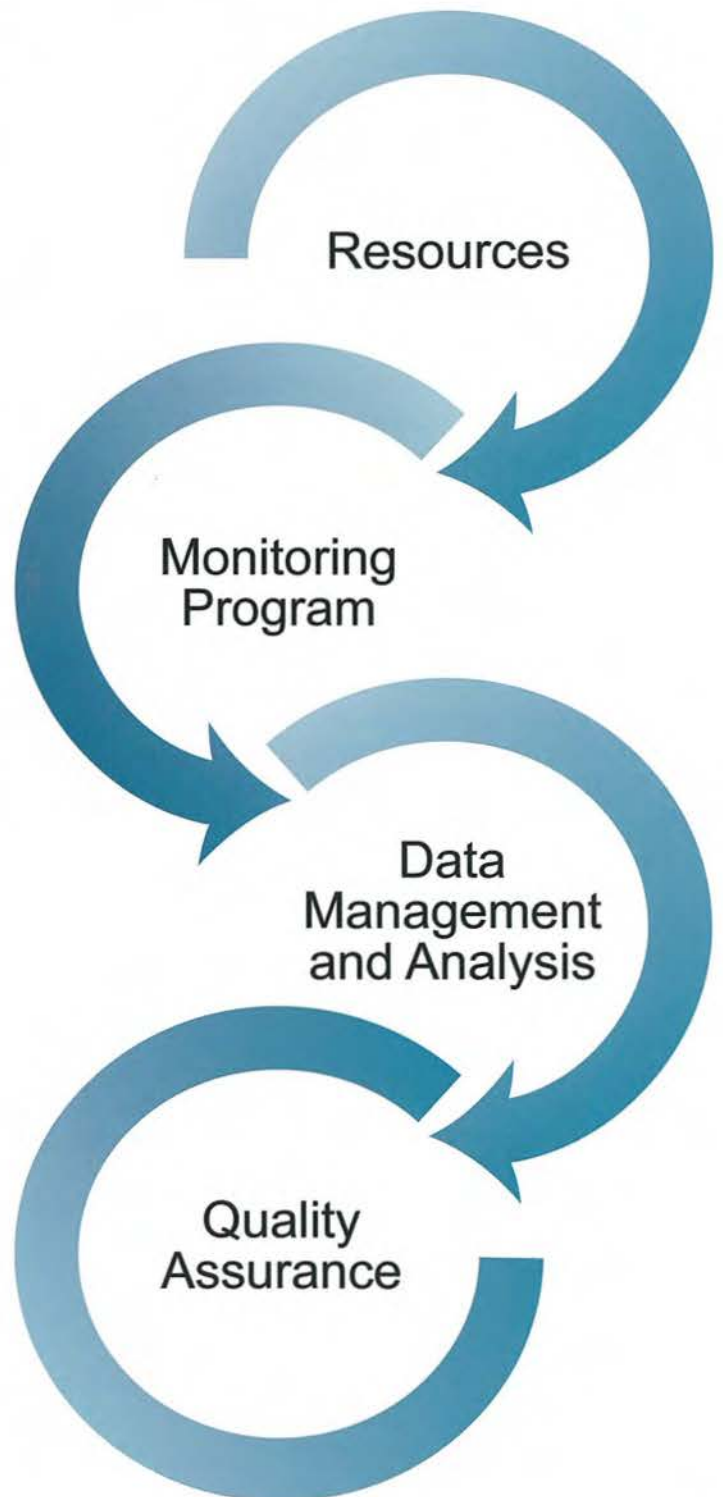 Resources
Monitoring
Program
Data
Management
and Analysis
Quality
Assurance